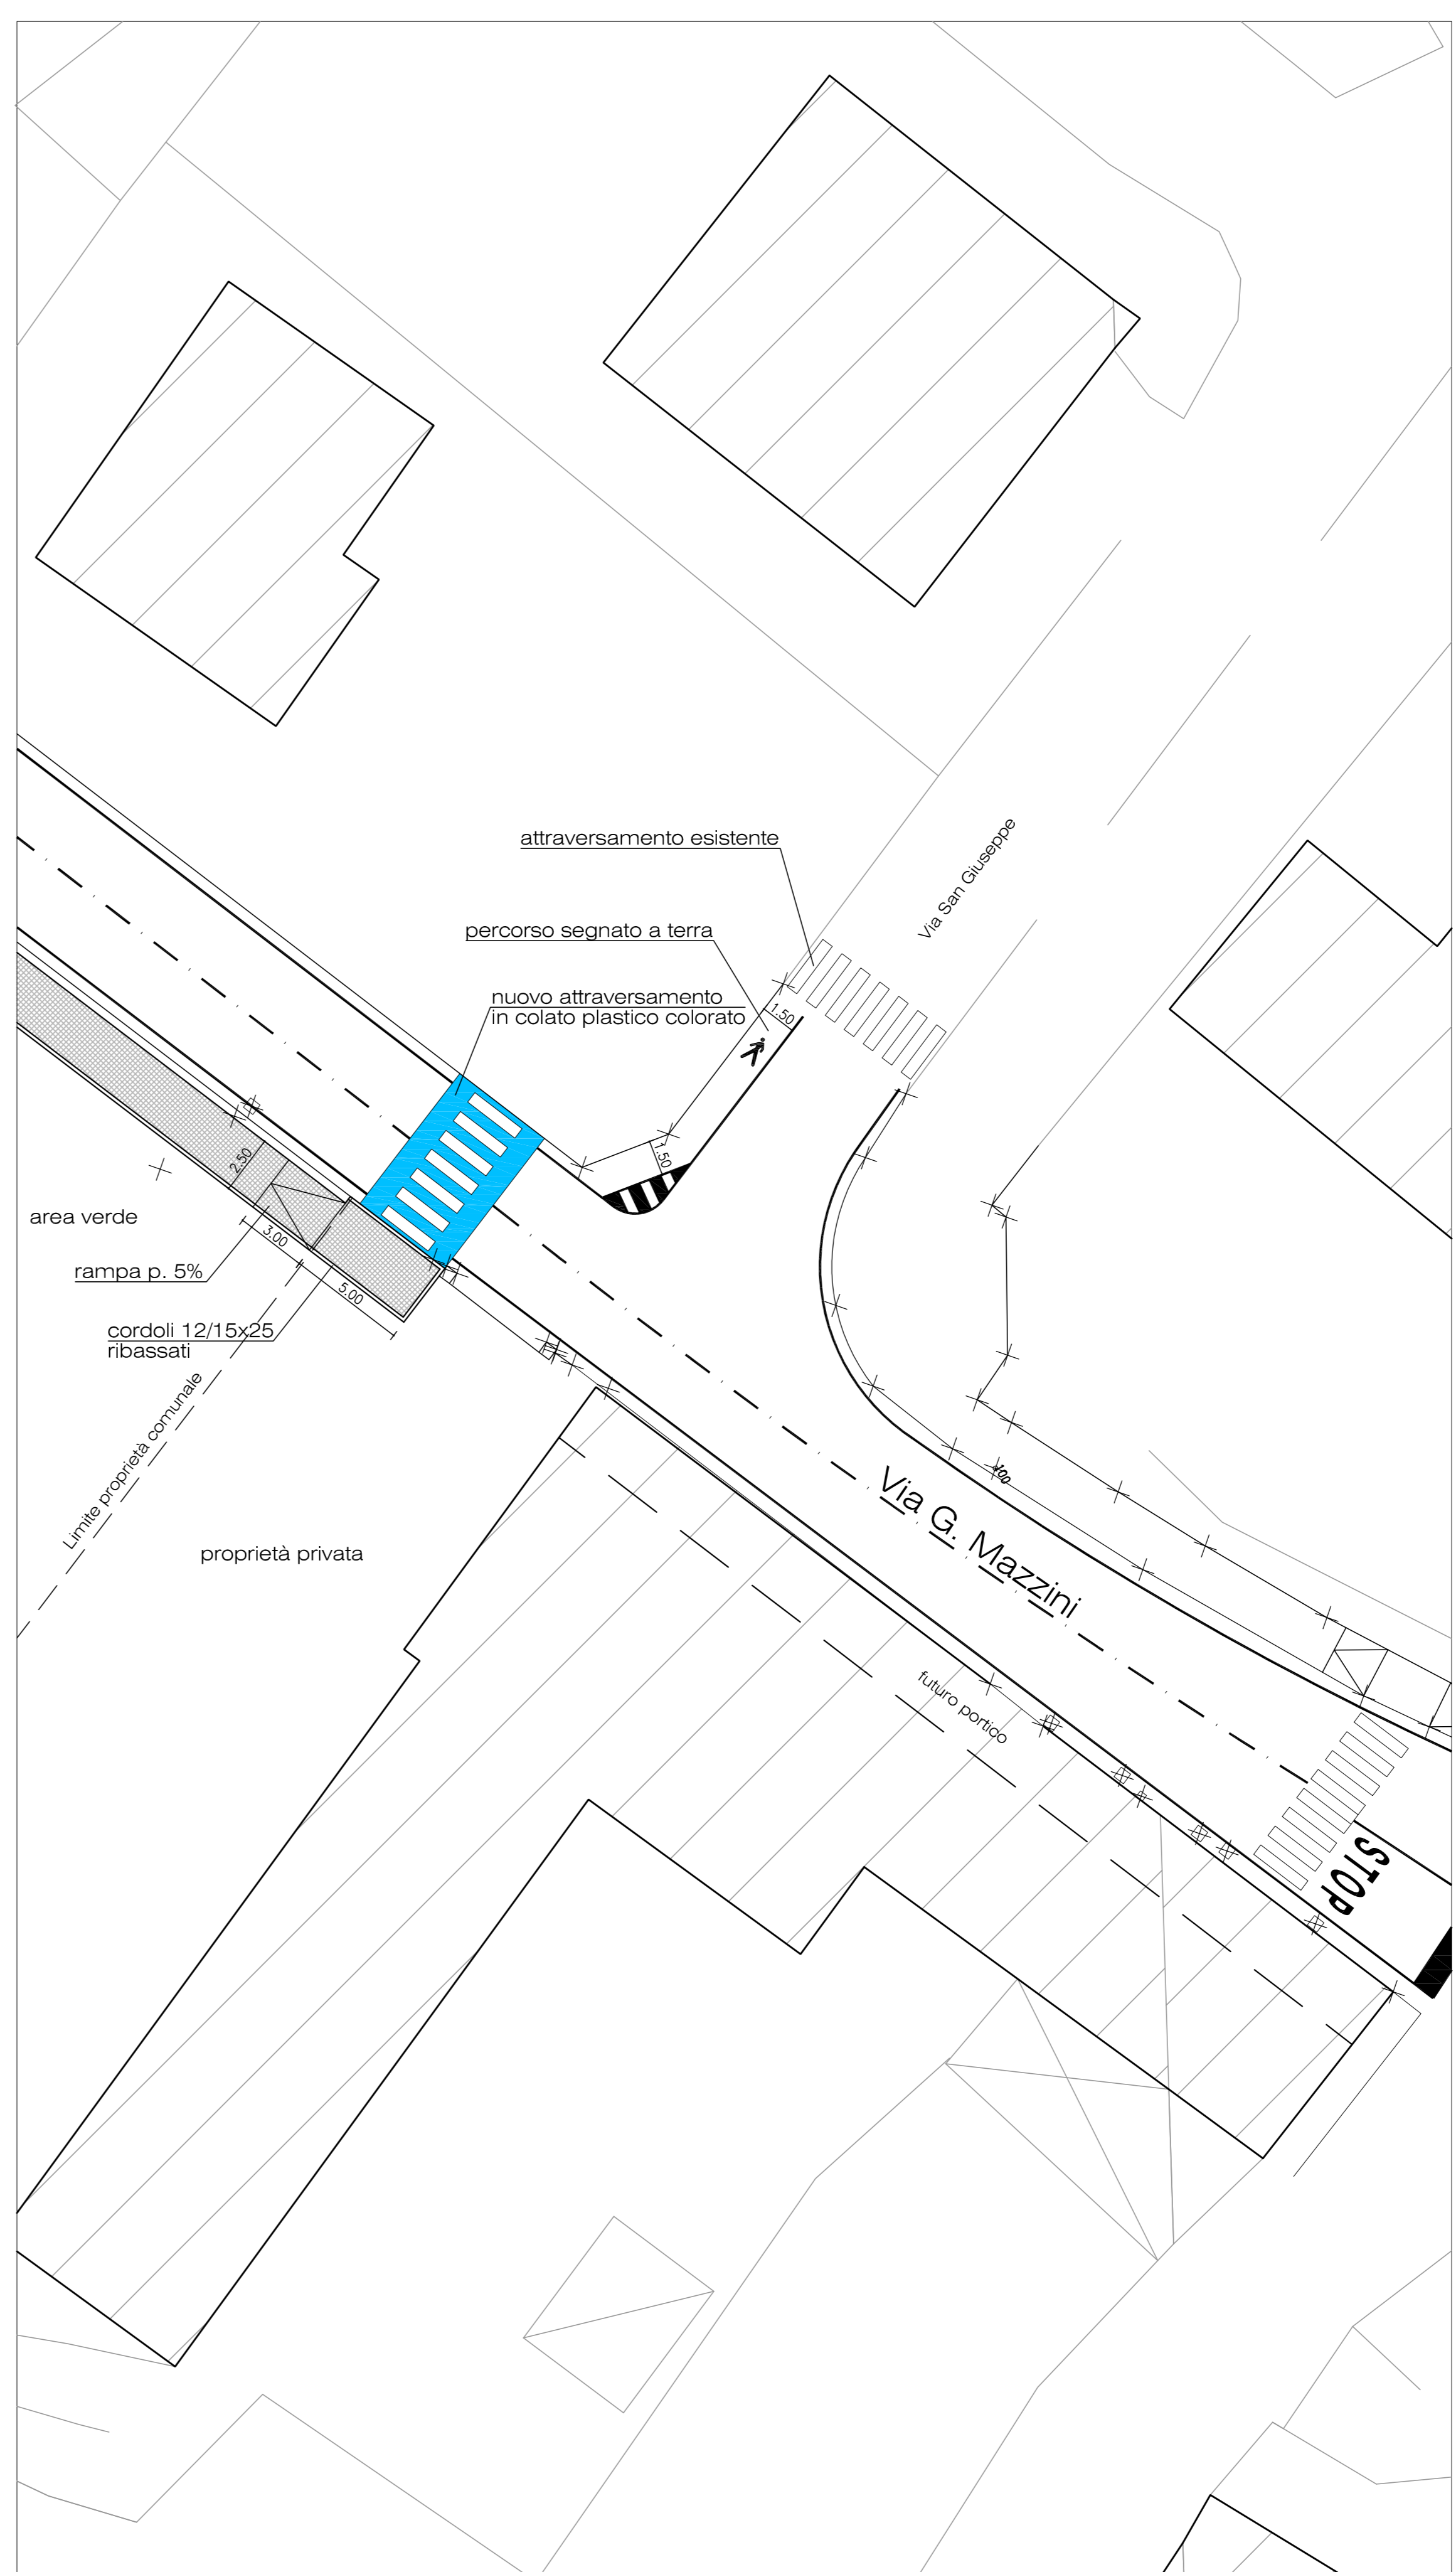 attraversamento esistente
Via San Giuseppe
percorso segnato a terra
nuovo attraversamento
in colato plastico colorato
1.50
1.50
2.50
area verde
3.00
rampa p. 5%
5.00
cordoli 12/15x25
ribassati
Limite proprietà comunale
100
Via G. Mazzini
proprietà privata
futuro portico
STOP